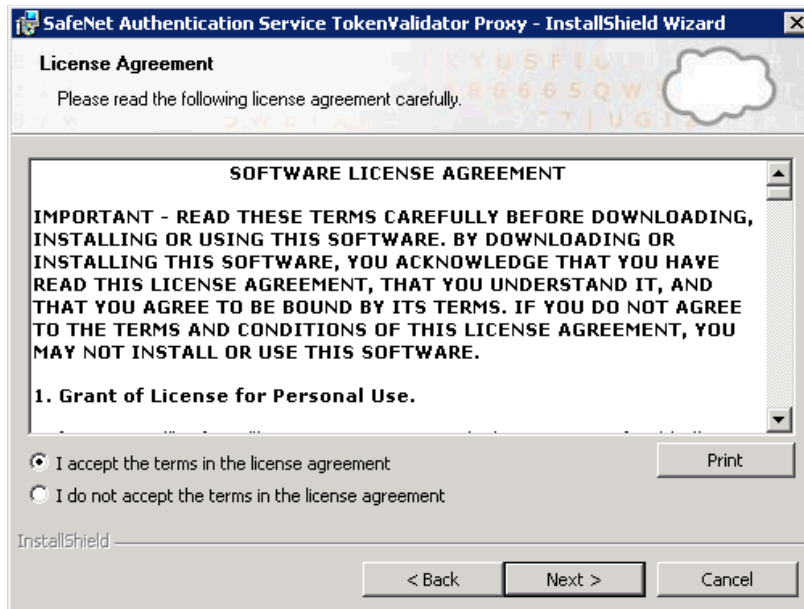 SafeNet Authentication Service TokenValidator Proxy - InstallShield Wizard
License Agreement
Please read the following license agreement carefully.
SOFTWARE LICENSE AGREEMENT
IMPORTANT - READ THESE TERMS CAREFULLY BEFORE DOWNLOADING,
INSTALLING OR USING THIS SOFTWARE. BY DOWNLOADING OR
INSTALLING THIS SOFTWARE, YOU ACKNOWLEDGE THAT YOU HAVE
READ THIS LICENSE AGREEMENT, THAT YOU UNDERSTAND IT, AND
THAT YOU AGREE TO BE BOUND BY ITS TERMS. IF YOU DO NOT AGREE
TO THE TERMS AND CONDITIONS OF THIS LICENSE AGREEMENT, YOU
MAY NOT INSTALL OR USE THIS SOFTWARE.
1. Grant of License for Personal Use.
I accept the terms in the license agreement
Print
I do not accept the terms in the license agreement
InstallShield
< Back
Next >
Cancel